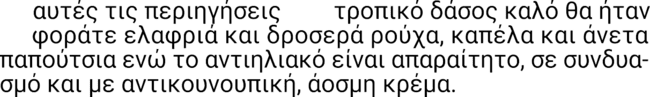 αυτές τις περιηγήσεις τροπικό δάσος καλό θα ήταν
φοράτε ελαφριά και δροσερά ρούχα, καπέλα και άνετα
παπούτσια ενώ το αντιηλιακό είναι απαραίτητο, σε συνδυα-
σμό και με αντικουνουπική, άοσμη κρέμα.